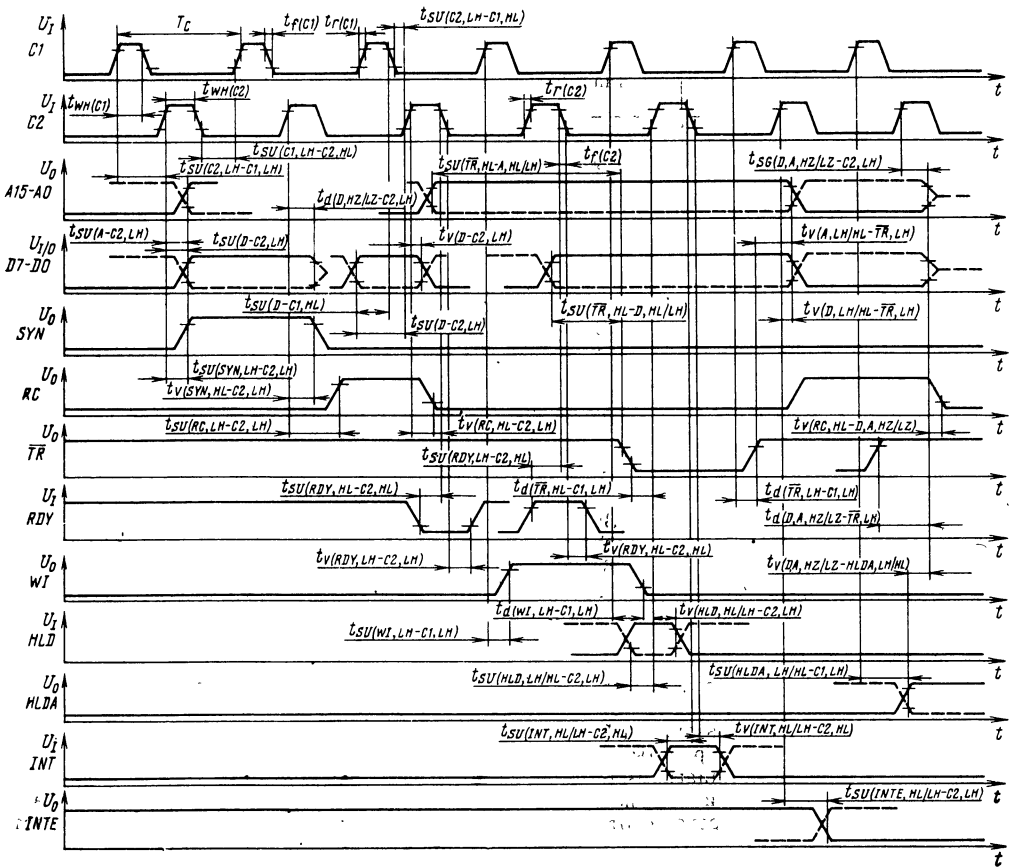 U_I C1
T_C
t_f(C1)
t_r(C1)
t_SU(C2,LH-C1,HL)
t
U_I C2
t_WH(C1)
t_WH(C2)
t_r(C2)
t
t_SU(C1,LH-C2,HL)
t_SU(TR,HL-A,HL/LH)
t_f(C2)
t_SG(D,A,HZ/LZ-C2,LH)
U_O A15-A0
t_SU(C2,LH-C1,LH)
t_d(D,HZ/LZ-C2,LH)
t
U_I/O D7-D0
t_SU(A-C2,LH)
t_SU(D-C2,LH)
t_V(D-C2,LH)
t_V(A,LH/HL-TR,LH)
t
U_O SYN
t_SU(D-C1,HL)
t_SU(D-C2,LH)
t_SU(TR,HL-D,HL/LH)
t_V(D,LH/HL-TR,LH)
t
U_O RC
t_SU(SYN,LH-C2,LH)
t_V(SYN,HL-C2,LH)
t
U_O TR
t_SU(RC,LH-C2,LH)
t_V(RC,HL-C2,LH)
t_V(RC,HL-D,A,HZ/LZ)
t_SU(RDY,LH-C2,HL)
t
U_I RDY
t_SU(RDY,HL-C2,HL)
t_d(TR,HL-C1,LH)
t_d(TR,LH-C1,LH)
t_d(D,A,HZ/LZ-TR,LH)
t
U_O WI
t_V(RDY,LH-C2,LH)
t_V(RDY,HL-C2,HL)
t_V(DA,HZ/LZ-HLDA,LH/HL)
t
U_I HLD
t_SU(WI,LH-C1,LH)
t_d(WI,LH-C1,LH)
t_V(HLD,HL/LH-C2,LH)
t
U_O HLDA
t_SU(HLD,LH/HL-C2,LH)
t_SU(HLDA,LH/HL-C1,LH)
t
U_I INT
t_SU(INT,HL/LH-C2,HL)
t_V(INT,HL/LH-C2,HL)
t
U_O INTE
t_SU(INTE,HL/LH-C2,LH)
t